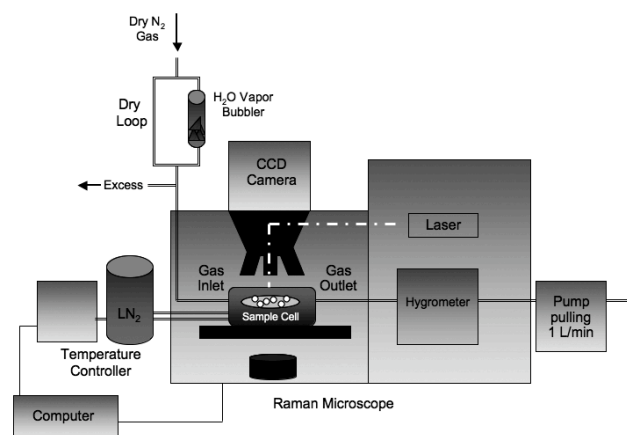 Dry N₂
Gas
H₂O Vapor
Bubbler
Dry
Loop
CCD
Camera
Excess
Laser
Gas
Inlet
Gas
Outlet
LN₂
Sample Cell
Hygrometer
Pump
pulling
1 L/min
Temperature
Controller
Computer
Raman Microscope